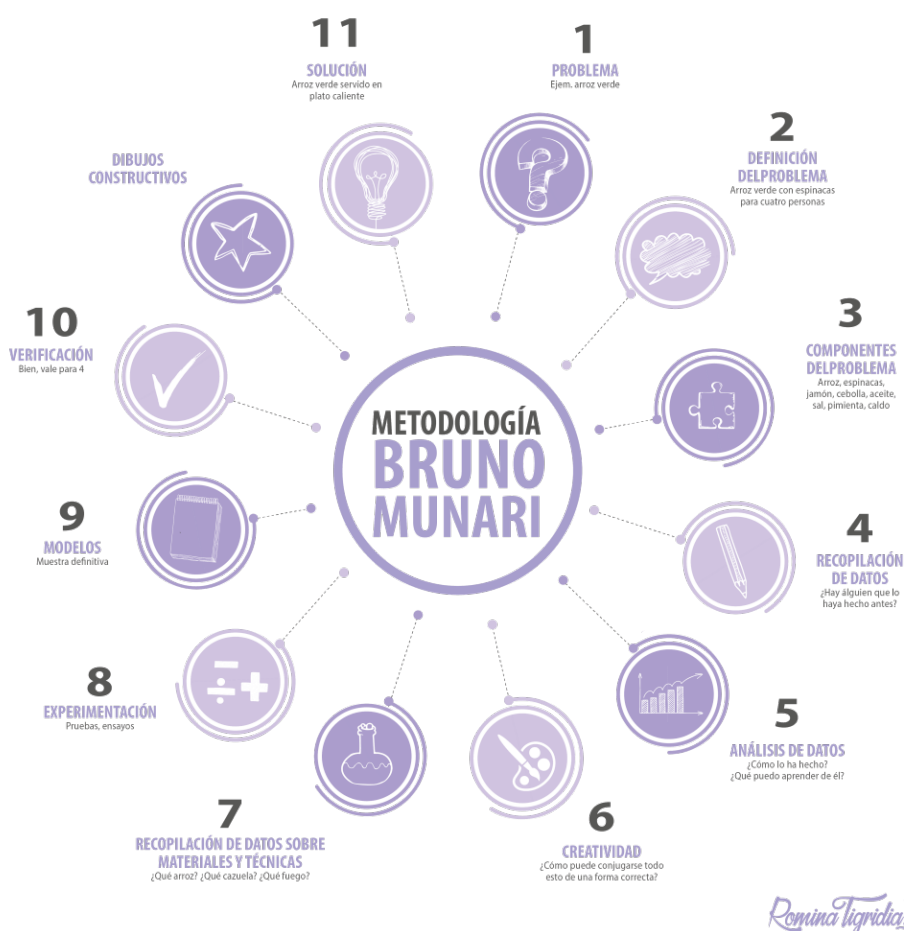 METODOLOGÍA
BRUNO
MUNARI
1
PROBLEMA
Ejem. arroz verde
2
DEFINICIÓN
DELPROBLEMA
Arroz verde con espinacas
para cuatro personas
3
COMPONENTES
DELPROBLEMA
Arroz, espinacas,
jamón, cebolla, aceite,
sal, pimienta, caldo
4
RECOPILACIÓN
DE DATOS
¿Hay álguien que lo
haya hecho antes?
5
ANÁLISIS DE DATOS
¿Cómo lo ha hecho?
¿Qué puedo aprender de él?
6
CREATIVIDAD
¿Cómo puede conjugarse todo
esto de una forma correcta?
7
RECOPILACIÓN DE DATOS SOBRE
MATERIALES Y TÉCNICAS
¿Qué arroz? ¿Qué cazuela? ¿Qué fuego?
8
EXPERIMENTACIÓN
Pruebas, ensayos
9
MODELOS
Muestra definitiva
10
VERIFICACIÓN
Bien, vale para 4
DIBUJOS
CONSTRUCTIVOS
11
SOLUCIÓN
Arroz verde servido en
plato caliente
Romina Tigridia